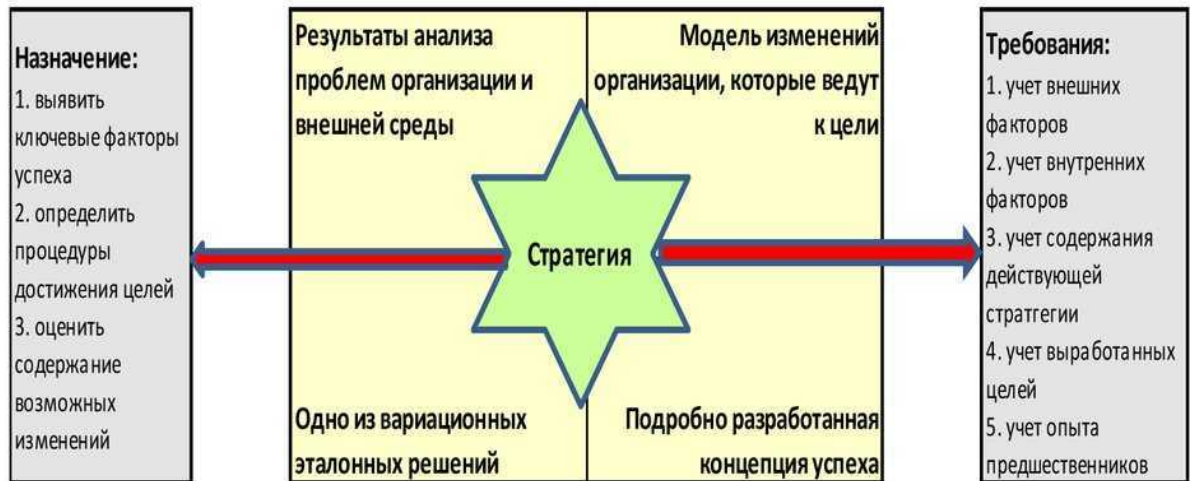 Назначение:
1. выявить
ключевые факторы
успеха
2. определить
процедуры
достижения целей
3. оценить
содержание
возможных
изменений
Результаты анализа
проблем организации и
внешней среды
Модель изменений
организации, которые ведут
к цели
Стратегия
Одно из вариационных
эталонных решений
Подробно разработанная
концепция успеха
Требования:
1. учет внешних
факторов
2. учет внутренних
факторов
3. учет содержания
действующей
стратгегии
4. учет выработанных
целей
5. учет опыта
предшественников